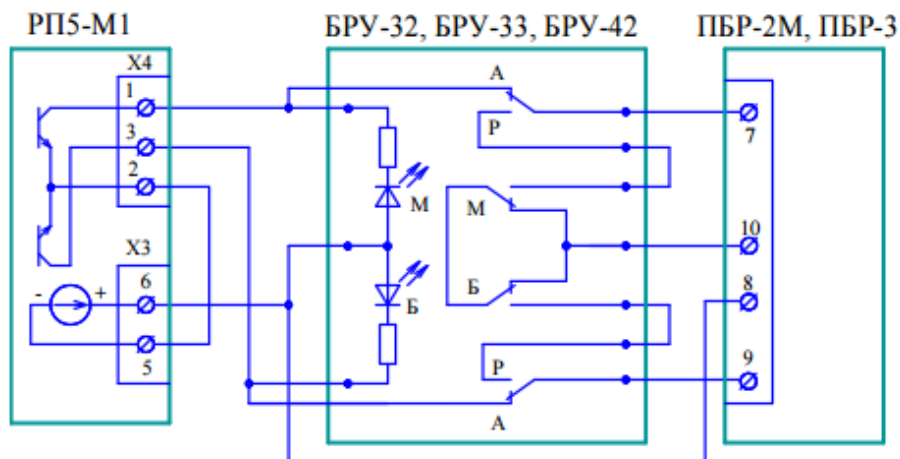 РП5-М1
БРУ-32, БРУ-33, БРУ-42
ПБР-2М, ПБР-3
Х4
1
3
2
Х3
6
5
- +
М
Б
А
Р
М
Б
Р
А
7
10
8
9